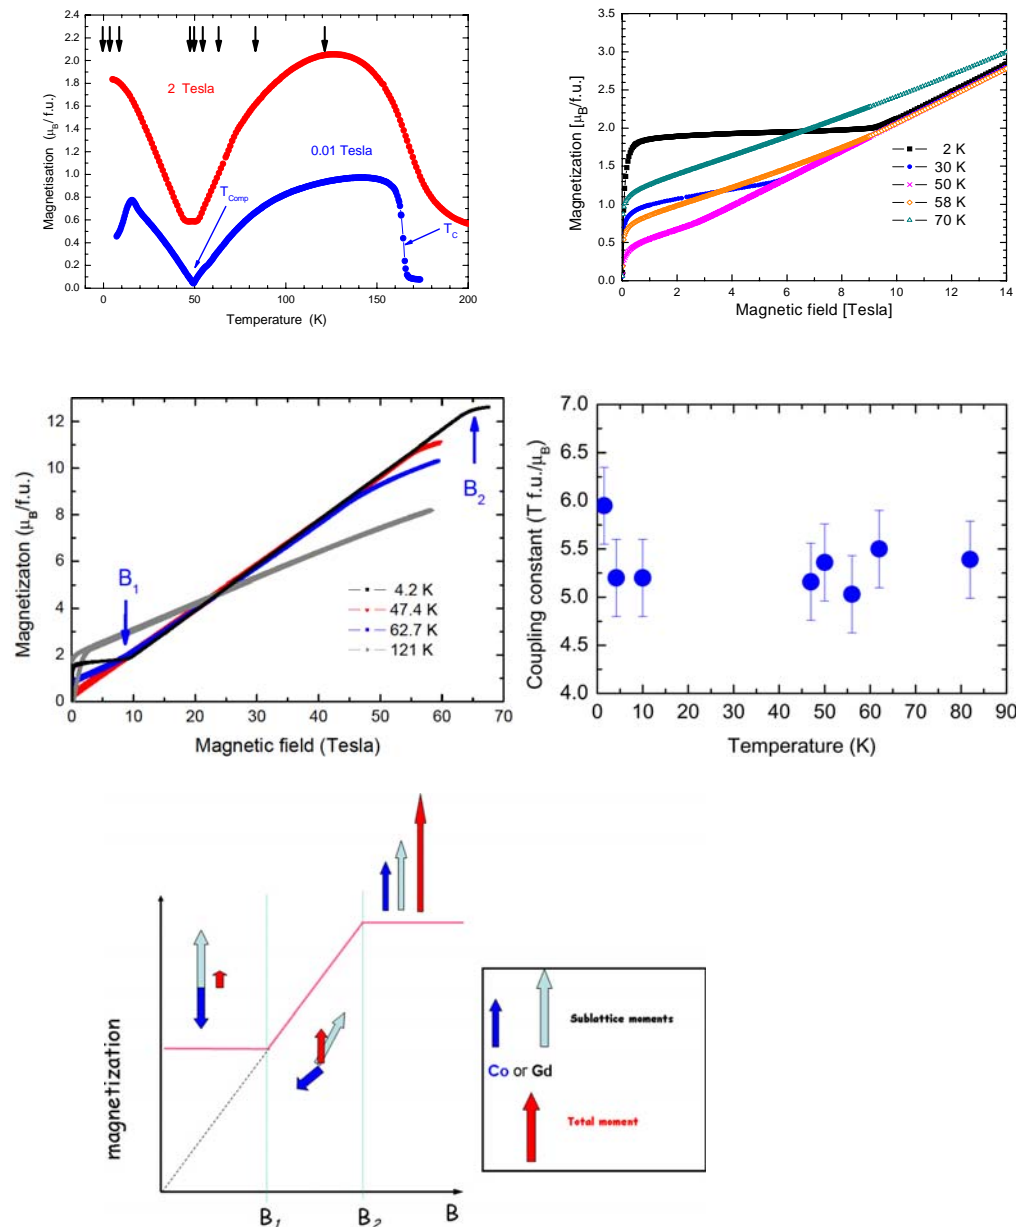 2.4
2.2
2.0
1.8
1.6
1.4
1.2
1.0
0.8
0.6
0.4
0.2
0.0
Magnetisation (μB/f.u.)
2 Tesla
0.01 Tesla
TComp
TC
0
50
100
150
200
Temperature (K)
3.5
3.0
2.5
2.0
1.5
1.0
0.5
0.0
Magnetization [μB/f.u.]
2 K
30 K
50 K
58 K
70 K
0
2
4
6
8
10
12
14
Magnetic field [Tesla]
12
10
8
6
4
2
0
Magnetizaton (μB/f.u.)
B1
B2
4.2 K
47.4 K
62.7 K
121 K
0
10
20
30
40
50
60
70
Magnetic field (Tesla)
7.0
6.5
6.0
5.5
5.0
4.5
4.0
Coupling constant (T f.u./μB)
0
10
20
30
40
50
60
70
80
90
Temperature (K)
magnetization
B1
B2
B
Sublattice moments
Co or Gd
Total moment